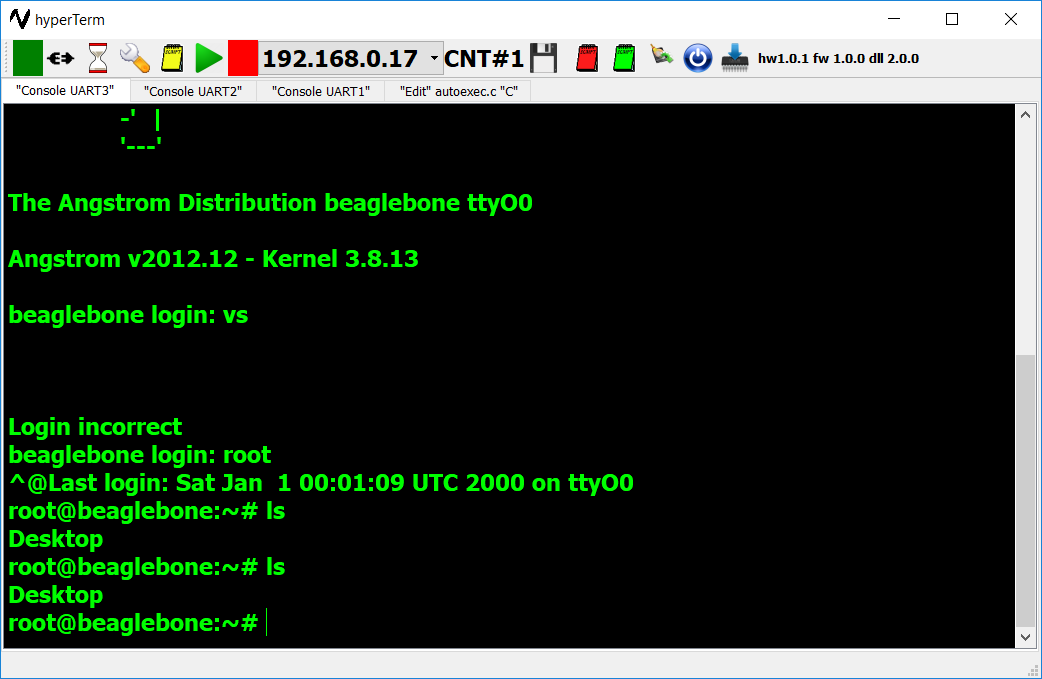 hyperTerm
SCRIPT 192.168.0.17 CNT#1 SCRIPT SCRIPT hw1.0.1 fw 1.0.0 dll 2.0.0
"Console UART3" "Console UART2" "Console UART1" "Edit" autoexec.c "C"
-' |
'---'
The Angstrom Distribution beaglebone ttyO0
Angstrom v2012.12 - Kernel 3.8.13
beaglebone login: vs
Login incorrect
beaglebone login: root
^@Last login: Sat Jan  1 00:01:09 UTC 2000 on ttyO0
root@beaglebone:~# ls
Desktop
root@beaglebone:~# ls
Desktop
root@beaglebone:~#